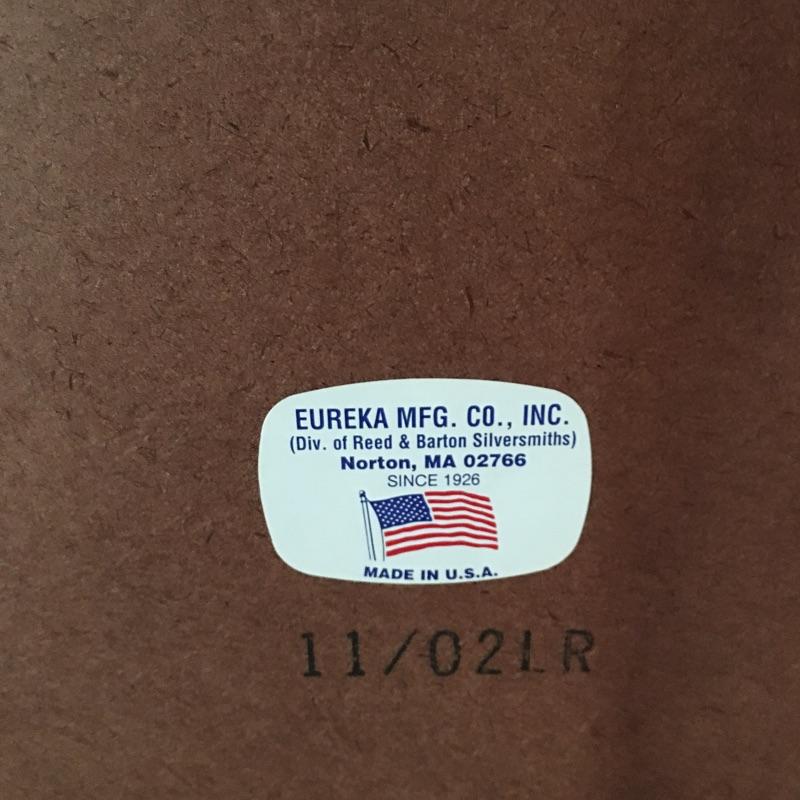 EUREKA MFG. CO., INC.
(Div. of Reed & Barton Silversmiths)
Norton, MA 02766
SINCE 1926
MADE IN U.S.A.
11/02LR